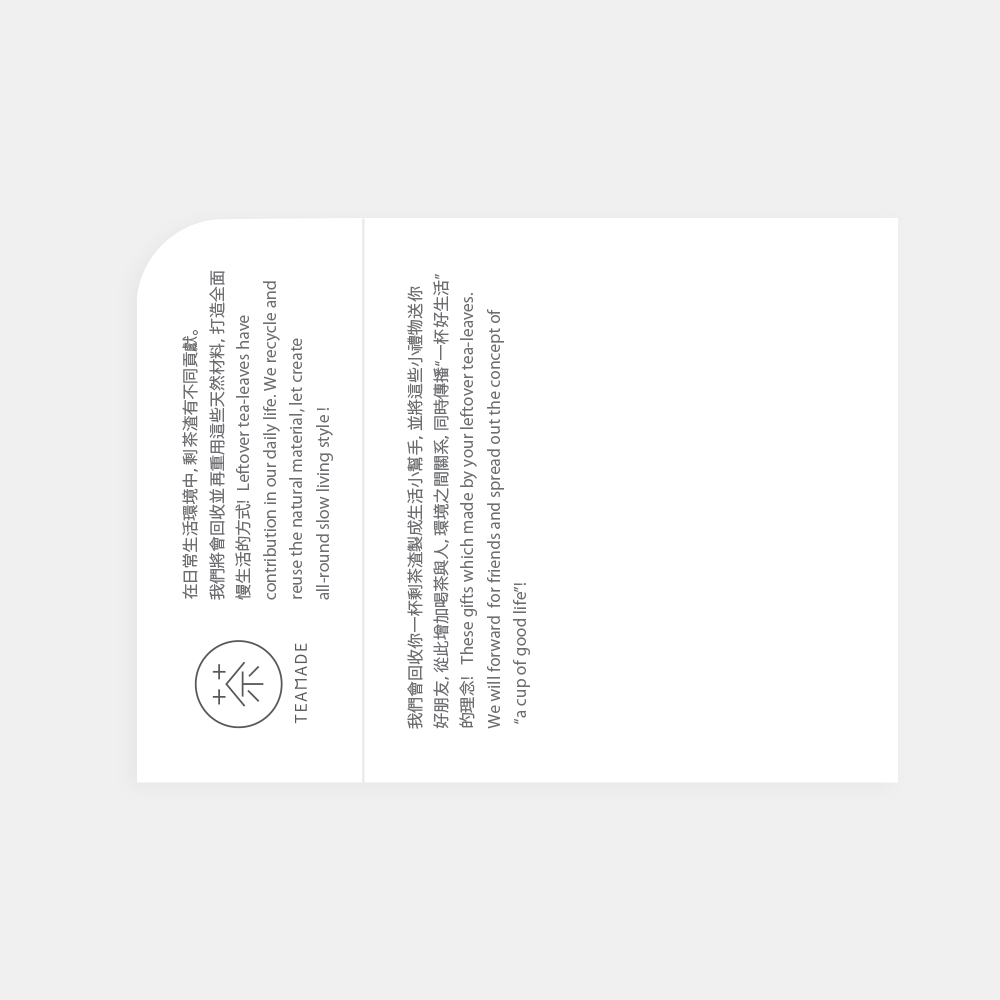 茶
TEAMADE
在日常生活環境中, 剩茶渣有不同貢獻。
我們將會回收並再重用這些天然材料, 打造全面
慢生活的方式! Leftover tea-leaves have
contribution in our daily life. We recycle and
reuse the natural material, let create
all-round slow living style !
我們會回收你一杯剩茶渣製成生活小幫手, 並將這些小禮物送你
好朋友, 從此增加喝茶與人, 環境之間關系, 同時傳播“一杯好生活”
的理念! These gifts which made by your leftover tea-leaves.
We will forward for friends and spread out the concept of
“a cup of good life”!